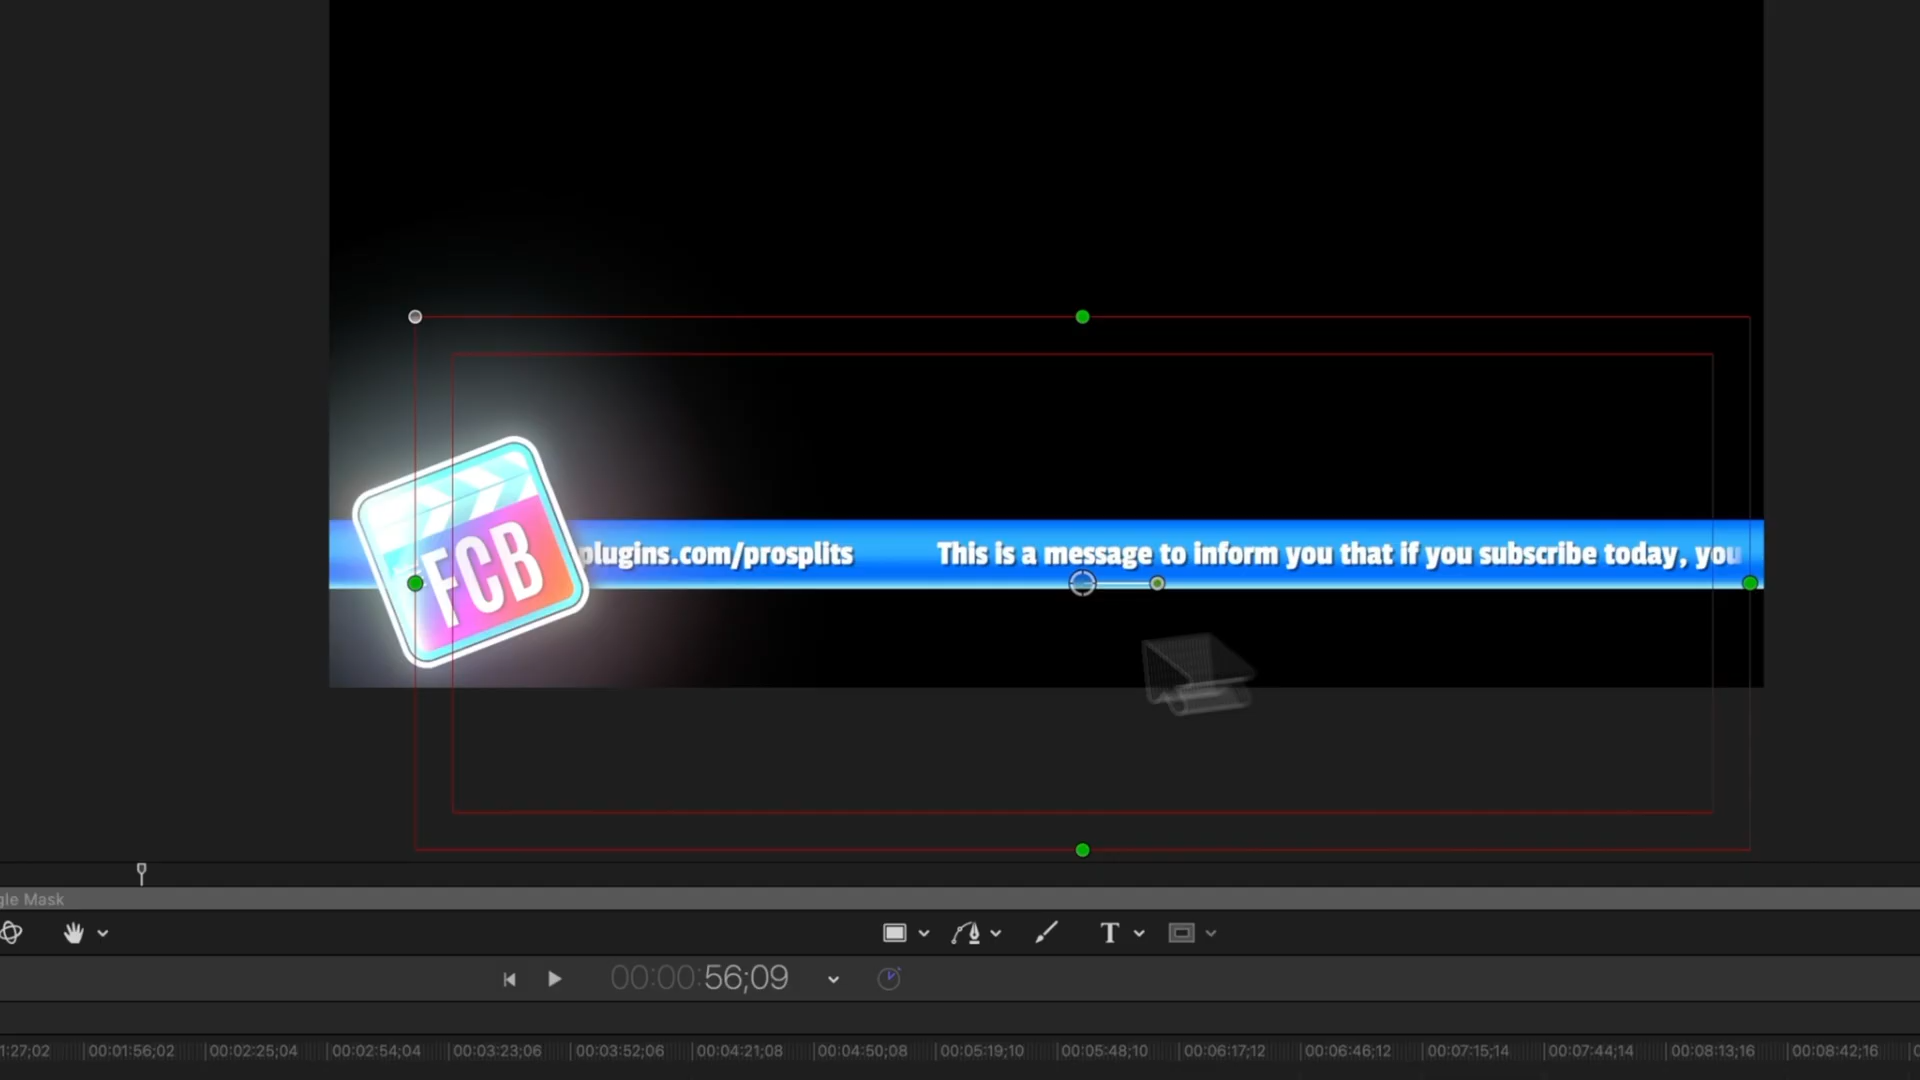 FCB
plugins.com/prosplits This is a message to inform you that if you subscribe today, you
gle Mask
T
00:00:56;09
1:27;02 00:01:56;02 00:02:25;04 00:02:54;04 00:03:23;06 00:03:52;06 00:04:21;08 00:04:50;08 00:05:19;10 00:05:48;10 00:06:17;12 00:06:46;12 00:07:15;14 00:07:44;14 00:08:13;16 00:08:42;16